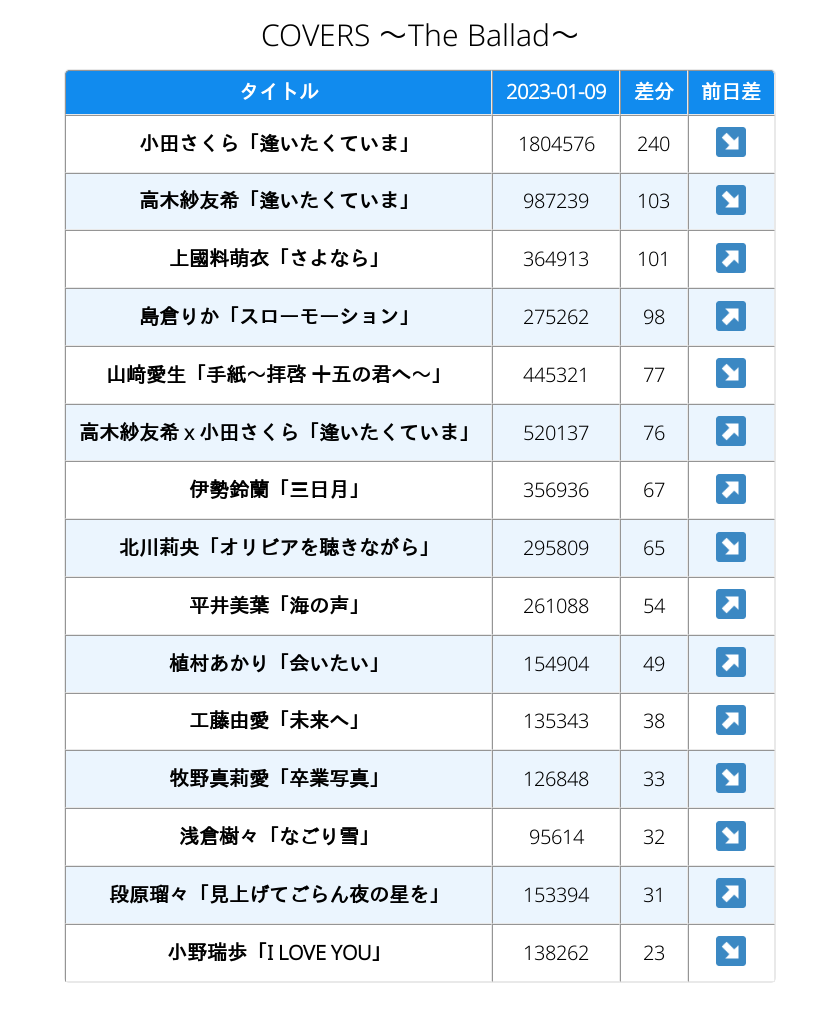 COVERS ～The Ballad～
タイトル 2023-01-09 差分 前日差
小田さくら「逢いたくていま」 1804576 240 ↘
高木紗友希「逢いたくていま」 987239 103 ↘
上國料萌衣「さよなら」 364913 101 ↗
島倉りか「スローモーション」 275262 98 ↗
山﨑愛生「手紙～拝啓 十五の君へ～」 445321 77 ↘
高木紗友希 x 小田さくら「逢いたくていま」 520137 76 ↗
伊勢鈴蘭「三日月」 356936 67 ↗
北川莉央「オリビアを聴きながら」 295809 65 ↘
平井美葉「海の声」 261088 54 ↗
植村あかり「会いたい」 154904 49 ↗
工藤由愛「未来へ」 135343 38 ↗
牧野真莉愛「卒業写真」 126848 33 ↘
浅倉樹々「なごり雪」 95614 32 ↘
段原瑠々「見上げてごらん夜の星を」 153394 31 ↗
小野瑞歩「I LOVE YOU」 138262 23 ↘